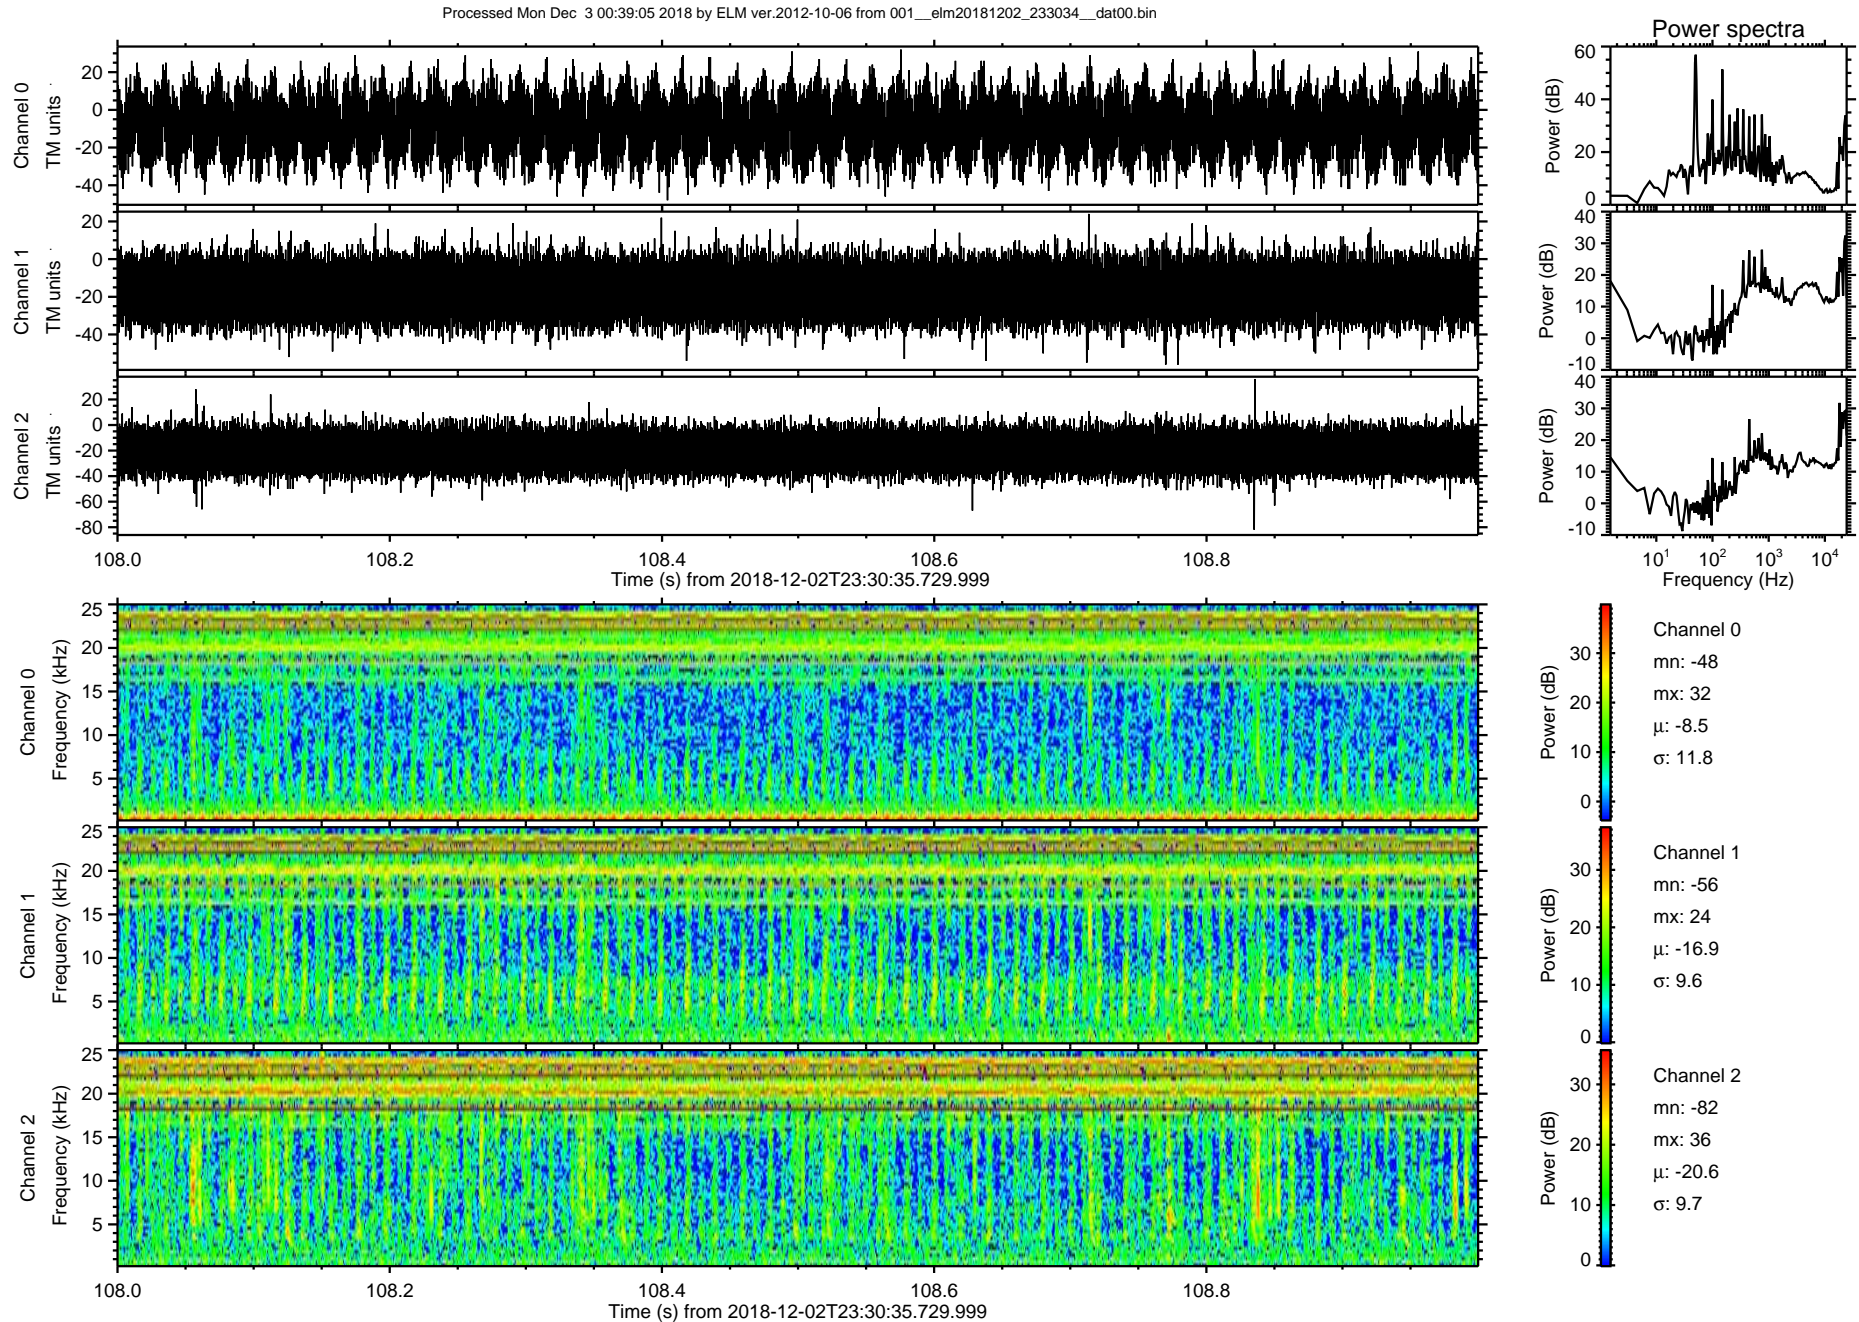 Processed Mon Dec  3 00:39:05 2018 by ELM ver.2012-10-06 from 001__elm20181202_233034__dat00.bin
Power spectra
Channel 0
TM units
20
0
-20
-40
Power (dB)
60
40
20
0
Channel 1
TM units
20
0
-20
-40
Power (dB)
40
30
20
10
0
-10
Channel 2
TM units
20
0
-20
-40
-60
-80
Power (dB)
40
30
20
10
0
-10
108.0 108.2 108.4 108.6 108.8
Time (s) from 2018-12-02T23:30:35.729.999
10^1 10^2 10^3 10^4
Frequency (Hz)
Channel 0
Frequency (kHz)
25
20
15
10
5
Power (dB)
30
20
10
0
Channel 0
mn: -48
mx: 32
μ: -8.5
σ: 11.8
Channel 1
Frequency (kHz)
25
20
15
10
5
Power (dB)
30
20
10
0
Channel 1
mn: -56
mx: 24
μ: -16.9
σ: 9.6
Channel 2
Frequency (kHz)
25
20
15
10
5
Power (dB)
30
20
10
0
Channel 2
mn: -82
mx: 36
μ: -20.6
σ: 9.7
108.0 108.2 108.4 108.6 108.8
Time (s) from 2018-12-02T23:30:35.729.999